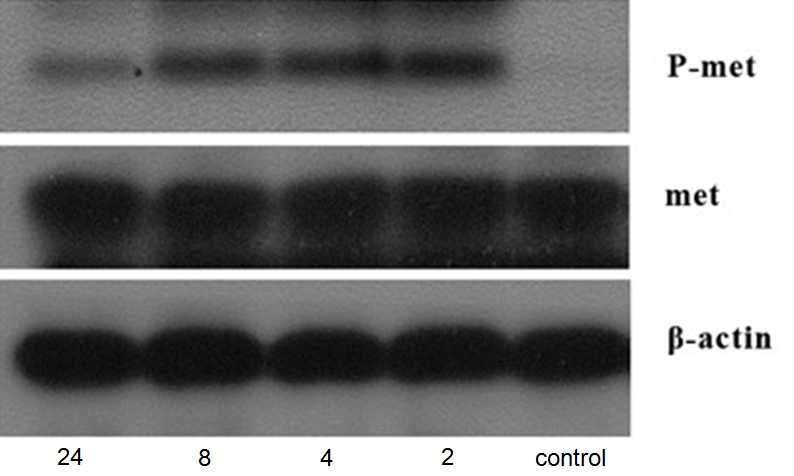 P-met
met
β-actin
24 8 4 2 control